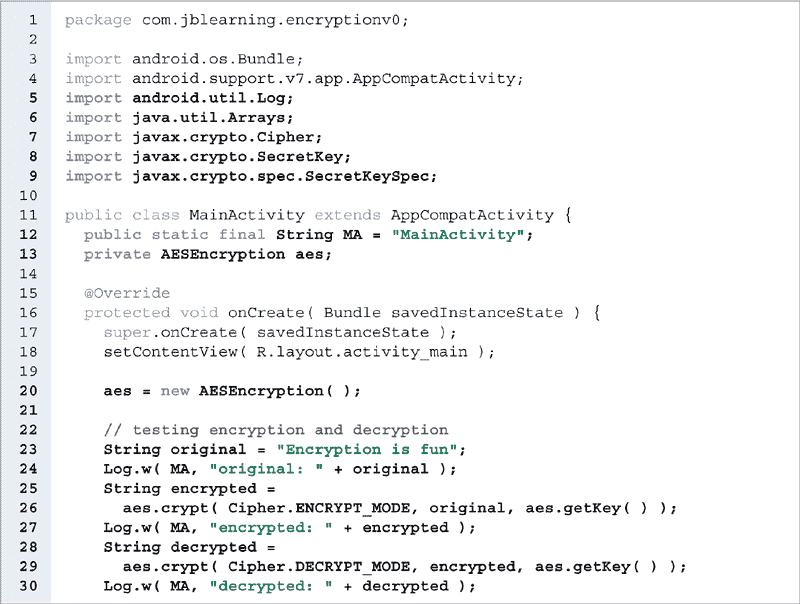 1 package com.jblearning.encryptionv0;
2
3 import android.os.Bundle;
4 import android.support.v7.app.AppCompatActivity;
5 import android.util.Log;
6 import java.util.Arrays;
7 import javax.crypto.Cipher;
8 import javax.crypto.SecretKey;
9 import javax.crypto.spec.SecretKeySpec;
10
11 public class MainActivity extends AppCompatActivity {
12   public static final String MA = "MainActivity";
13   private AESEncryption aes;
14
15   @Override
16   protected void onCreate( Bundle savedInstanceState ) {
17     super.onCreate( savedInstanceState );
18     setContentView( R.layout.activity_main );
19
20     aes = new AESEncryption( );
21
22     // testing encryption and decryption
23     String original = "Encryption is fun";
24     Log.w( MA, "original: " + original );
25     String encrypted =
26       aes.crypt( Cipher.ENCRYPT_MODE, original, aes.getKey( ) );
27     Log.w( MA, "encrypted: " + encrypted );
28     String decrypted =
29       aes.crypt( Cipher.DECRYPT_MODE, encrypted, aes.getKey( ) );
30     Log.w( MA, "decrypted: " + decrypted );